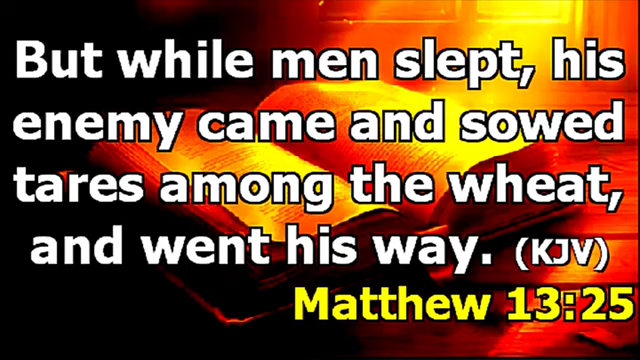 But while men slept, his
enemy came and sowed
tares among the wheat,
and went his way. (KJV)
Matthew 13:25